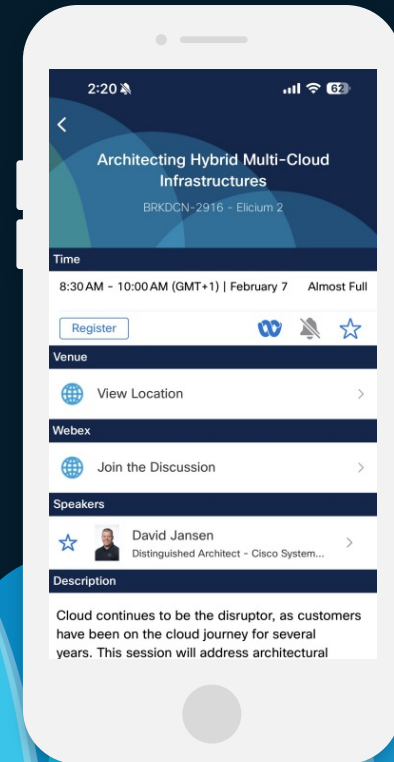 2:20
62
Architecting Hybrid Multi-Cloud
Infrastructures
BRKDCN-2916 - Elicium 2
Time
8:30 AM - 10:00 AM (GMT+1) | February 7 Almost Full
Register
Venue
View Location
Webex
Join the Discussion
Speakers
David Jansen
Distinguished Architect - Cisco System...
Description
Cloud continues to be the disruptor, as customers
have been on the cloud journey for several
years. This session will address architectural